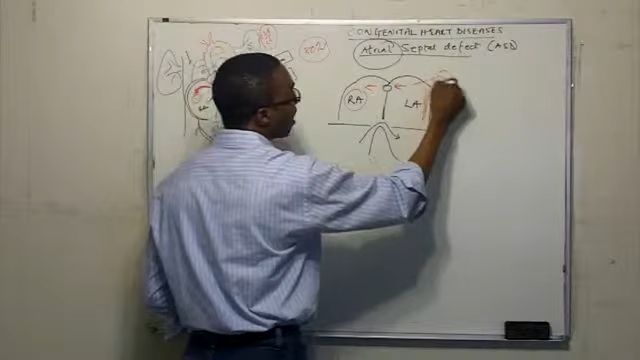 CONGENITAL HEART DISEASES
Atrial Septal defect (ASD)
RA
LA